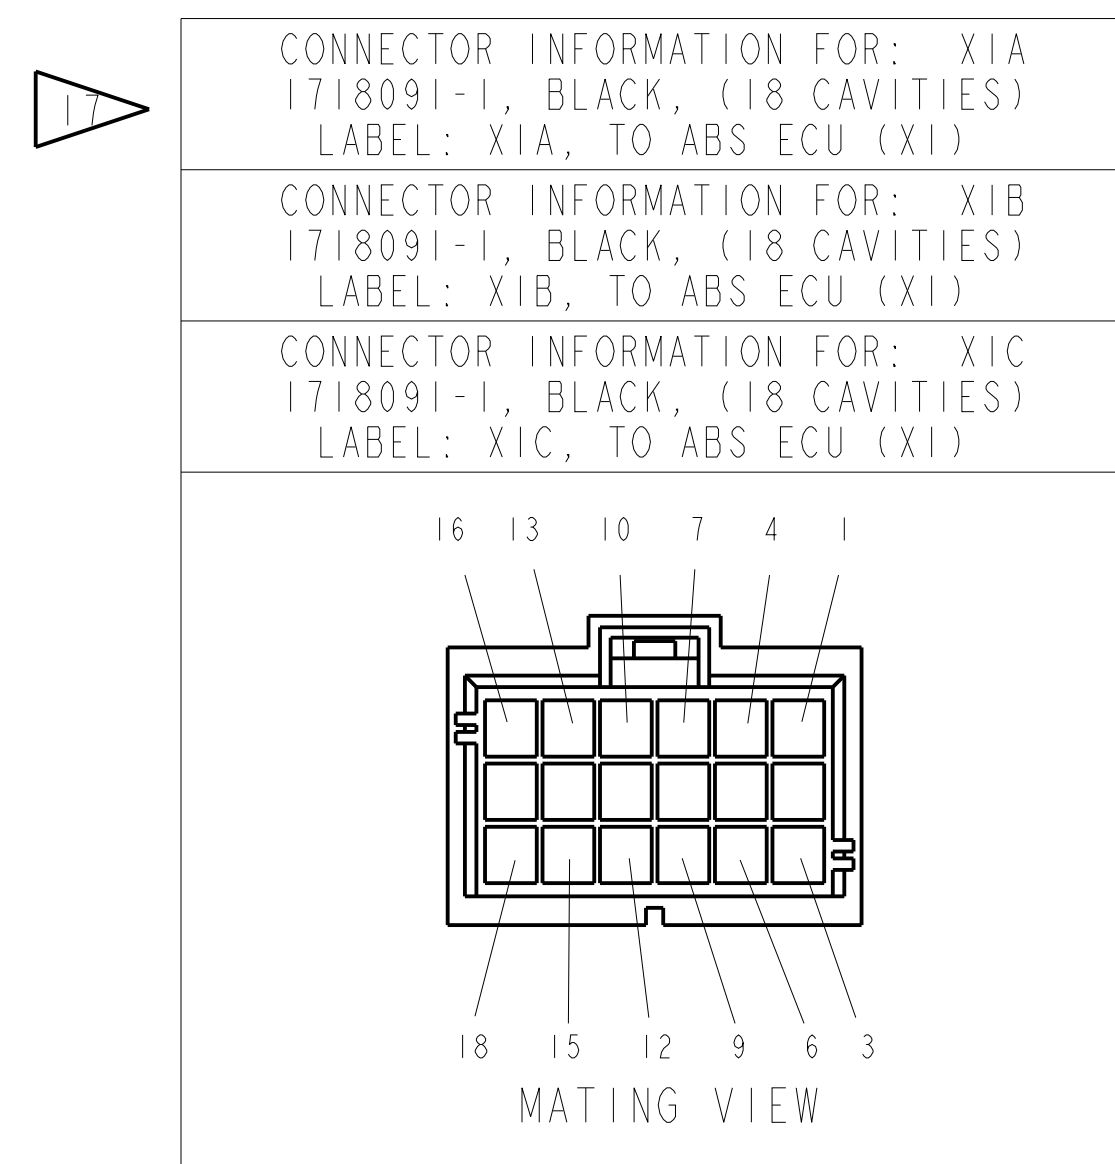 17
CONNECTOR INFORMATION FOR: X1A
1718091-1, BLACK, (18 CAVITIES)
LABEL: X1A, TO ABS ECU (X1)
CONNECTOR INFORMATION FOR: X1B
1718091-1, BLACK, (18 CAVITIES)
LABEL: X1B, TO ABS ECU (X1)
CONNECTOR INFORMATION FOR: X1C
1718091-1, BLACK, (18 CAVITIES)
LABEL: X1C, TO ABS ECU (X1)
16 13 10 7 4 1
18 15 12 9 6 3
MATING VIEW